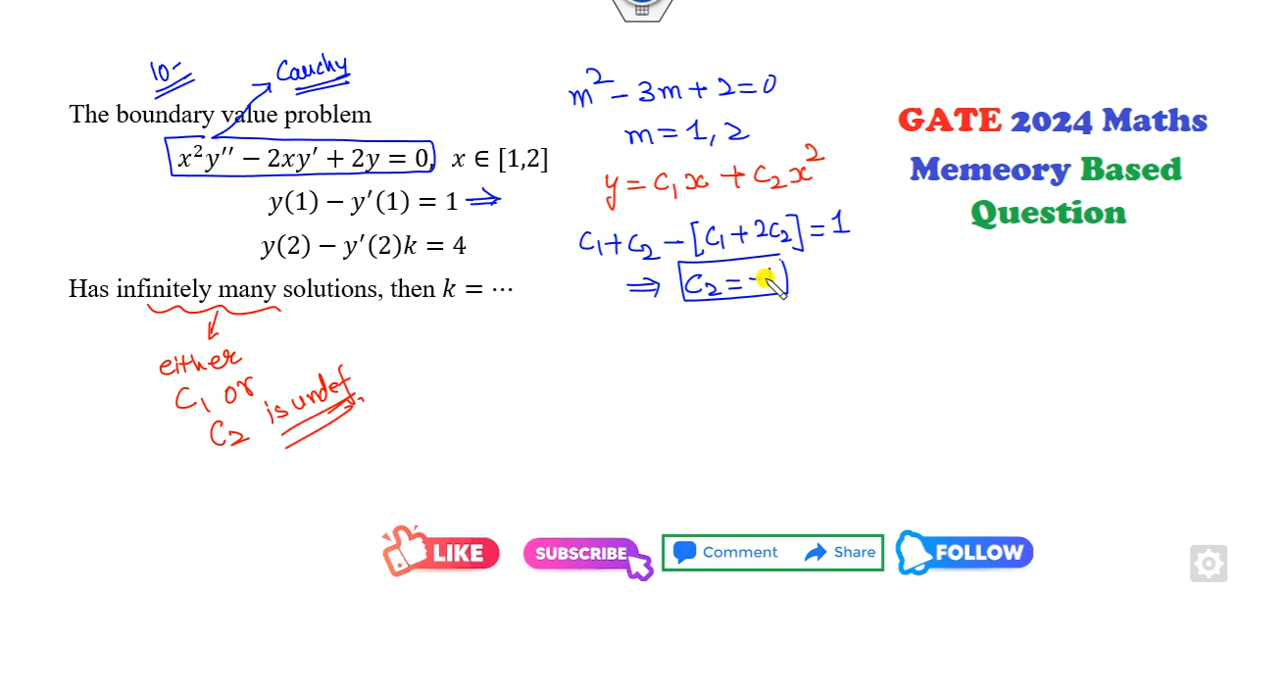 10-
Cauchy
The boundary value problem
x²y″ − 2xy′ + 2y = 0, x ∈ [1,2]
y(1) − y′(1) = 1 ⇒
y(2) − y′(2)k = 4
Has infinitely many solutions, then k = ⋯
either
C₁ or
C₂ is undef.
m² - 3m + 2 = 0
m = 1, 2
y = C₁x + C₂x²
C₁ + C₂ - [C₁ + 2C₂] = 1
⇒ C₂ = -
GATE 2024 Maths
Memeory Based
Question
LIKE
SUBSCRIBE
Comment
Share
FOLLOW